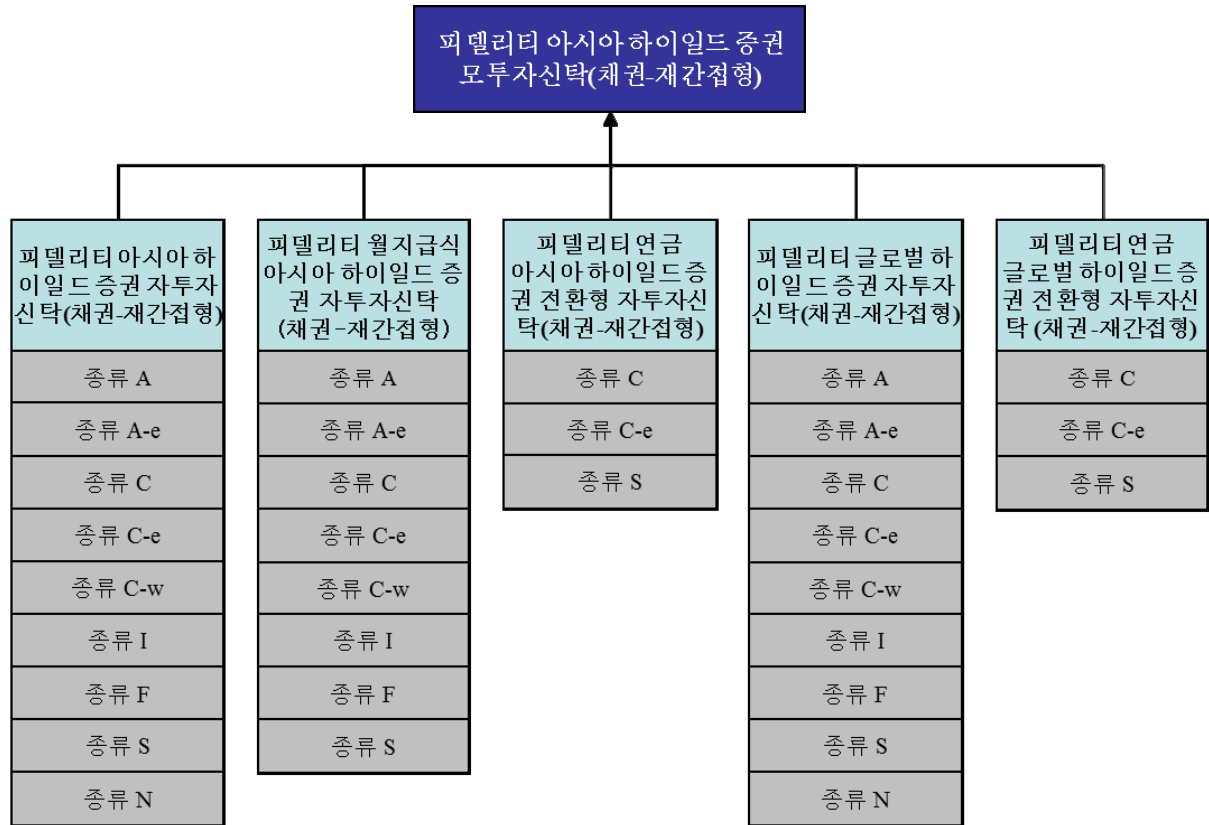 피델리티 아시아 하이일드 증권
모투자신탁(채권-재간접형)
피델리티 아시아 하
이일드 증권 자투자
신탁(채권-재간접형)
종류 A
종류 A-e
종류 C
종류 C-e
종류 C-w
종류 I
종류 F
종류 S
종류 N
피델리티 월지급식
아시아 하이일드 증
권 자투자신탁
(채권-재간접형)
종류 A
종류 A-e
종류 C
종류 C-e
종류 C-w
종류 I
종류 F
종류 S
피델리티 연금
아시아 하이일드 증
권 전환형 자투자신
탁(채권-재간접형)
종류 C
종류 C-e
종류 S
피델리티 글로벌 하
이일드 증권 자투자
신탁(채권-재간접형)
종류 A
종류 A-e
종류 C
종류 C-e
종류 C-w
종류 I
종류 F
종류 S
종류 N
피델리티 연금
글로벌 하이일드 증
권 전환형 자투자신
탁 (채권-재간접형)
종류 C
종류 C-e
종류 S